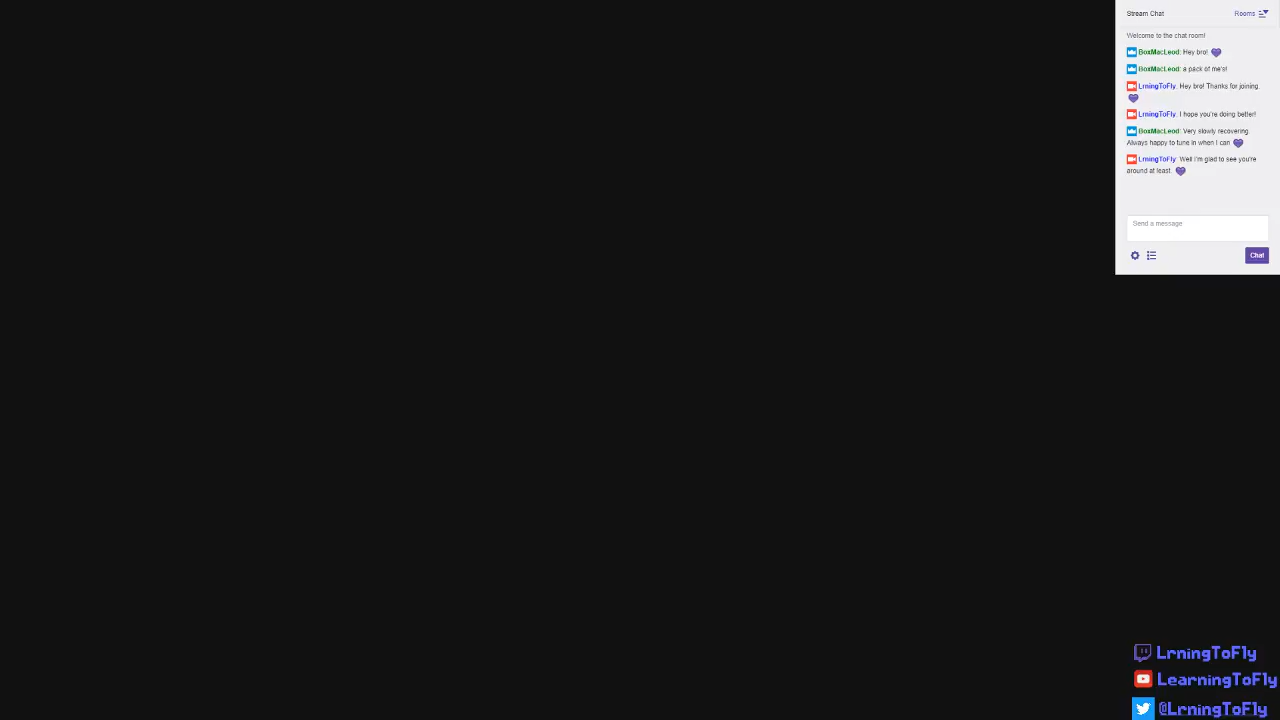 Stream Chat
Rooms
Welcome to the chat room!
BoxMacLeod: Hey bro!
BoxMacLeod: a pack of me's!
LrningToFly: Hey bro! Thanks for joining.
LrningToFly: I hope you're doing better!
BoxMacLeod: Very slowly recovering.
Always happy to tune in when I can
LrningToFly: Well I'm glad to see you're
around at least.
Send a message
Chat
LrningToFly
LearningToFly
@LrningToFly